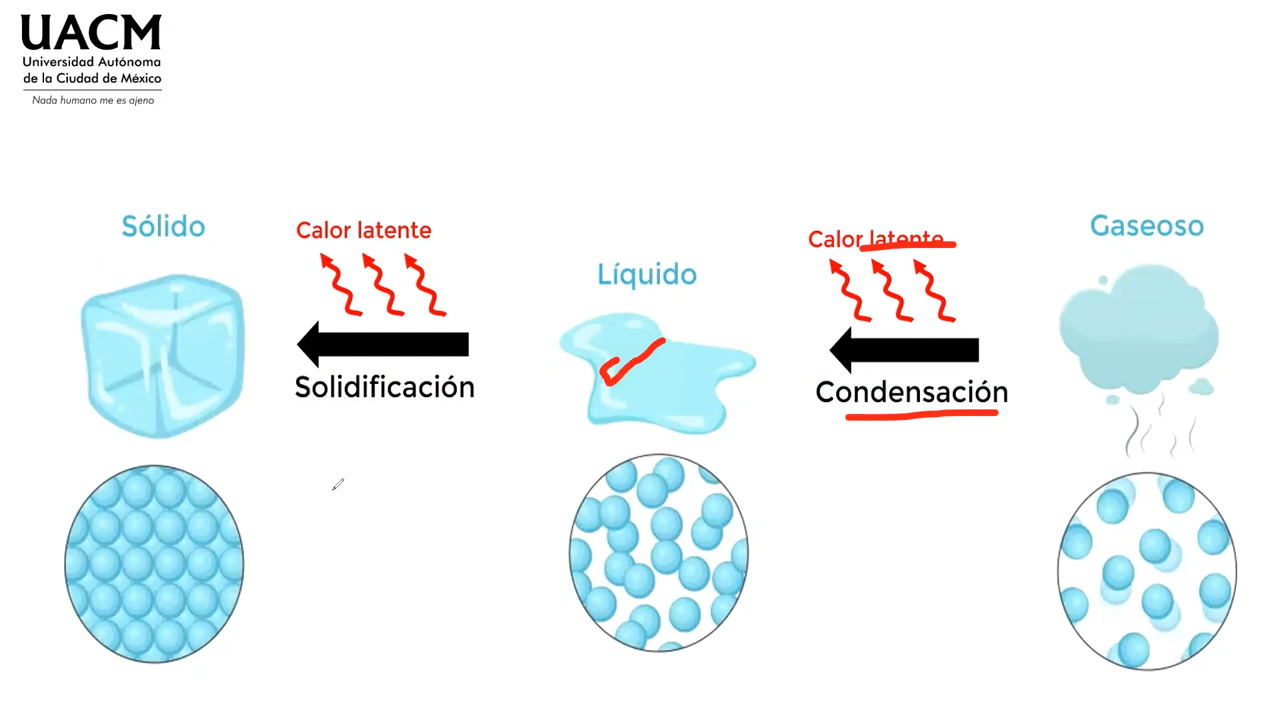 UACM
Universidad Autónoma
de la Ciudad de México
Nada humano me es ajeno
Sólido
Calor latente
Solidificación
Líquido
Calor latente
Condensación
Gaseoso